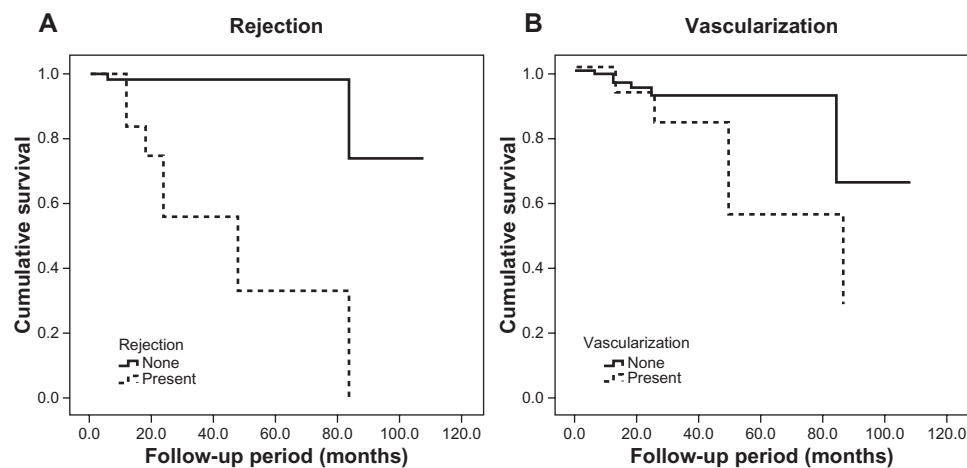 A
Rejection
Cumulative survival
1.0
0.8
0.6
0.4
0.2
0.0
Rejection
None
Present
0.0 20.0 40.0 60.0 80.0 100.0 120.0
Follow-up period (months)
B
Vascularization
Cumulative survival
1.0
0.8
0.6
0.4
0.2
0.0
Vascularization
None
Present
0.0 20.0 40.0 60.0 80.0 100.0 120.0
Follow-up period (months)